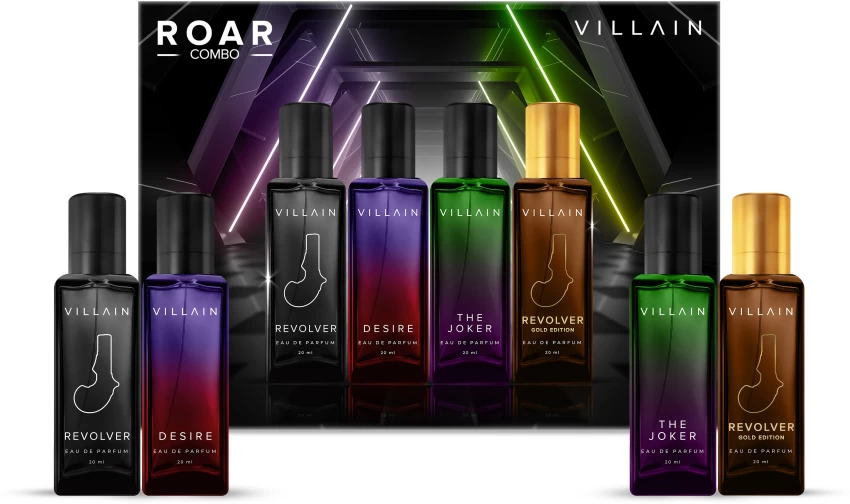 ROAR
COMBO
VILLAIN
VILLAIN
REVOLVER
EAU DE PARFUM
20 ml
VILLAIN
DESIRE
EAU DE PARFUM
20 ml
VILLAIN
THE
JOKER
EAU DE PARFUM
20 ml
VILLAIN
REVOLVER
GOLD EDITION
EAU DE PARFUM
20 ml
VILLAIN
REVOLVER
EAU DE PARFUM
20 ml
VILLAIN
DESIRE
EAU DE PARFUM
20 ml
VILLAIN
THE
JOKER
EAU DE PARFUM
20 ml
VILLAIN
REVOLVER
GOLD EDITION
EAU DE PARFUM
20 ml